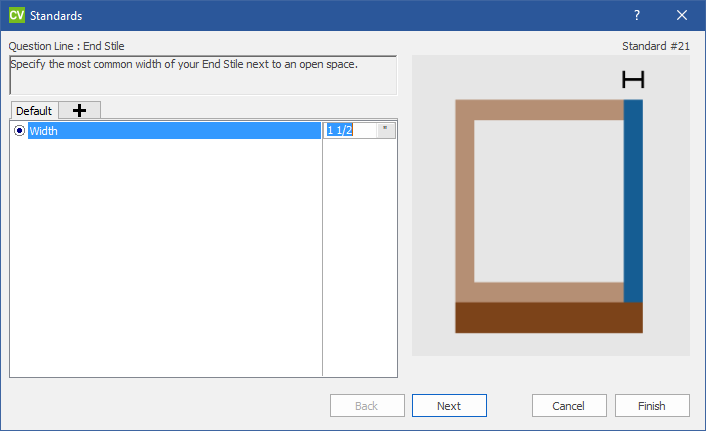 CV Standards ?
Question Line : End Stile
Standard #21
Specify the most common width of your End Stile next to an open space.
Default
Width 1 1/2 "
Back Next Cancel Finish